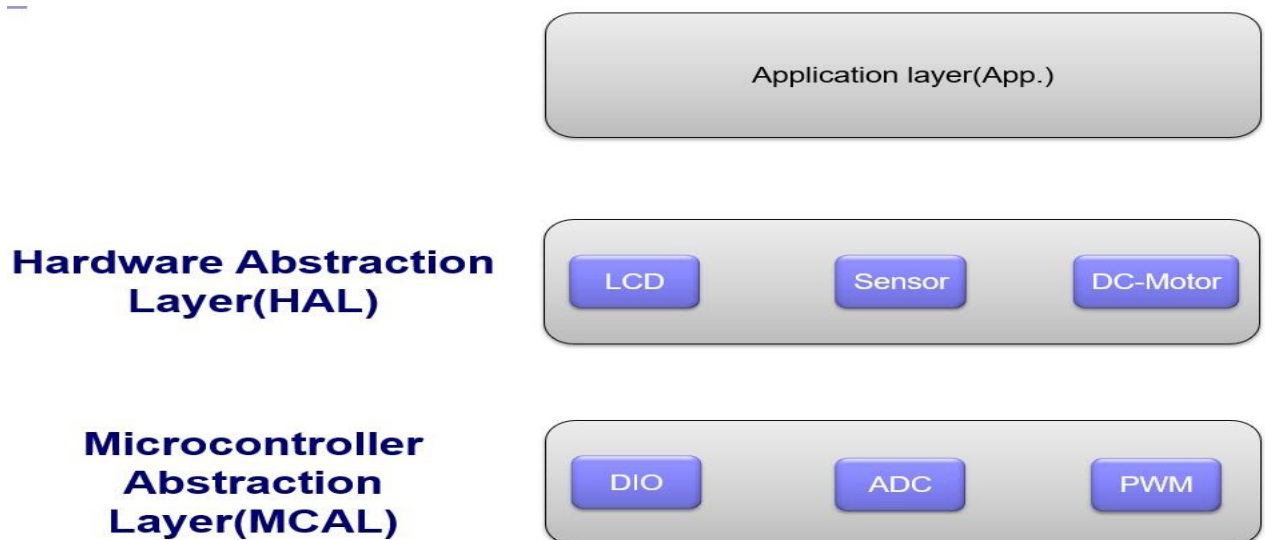 Application layer(App.)
Hardware Abstraction
Layer(HAL)
LCD
Sensor
DC-Motor
Microcontroller
Abstraction
Layer(MCAL)
DIO
ADC
PWM